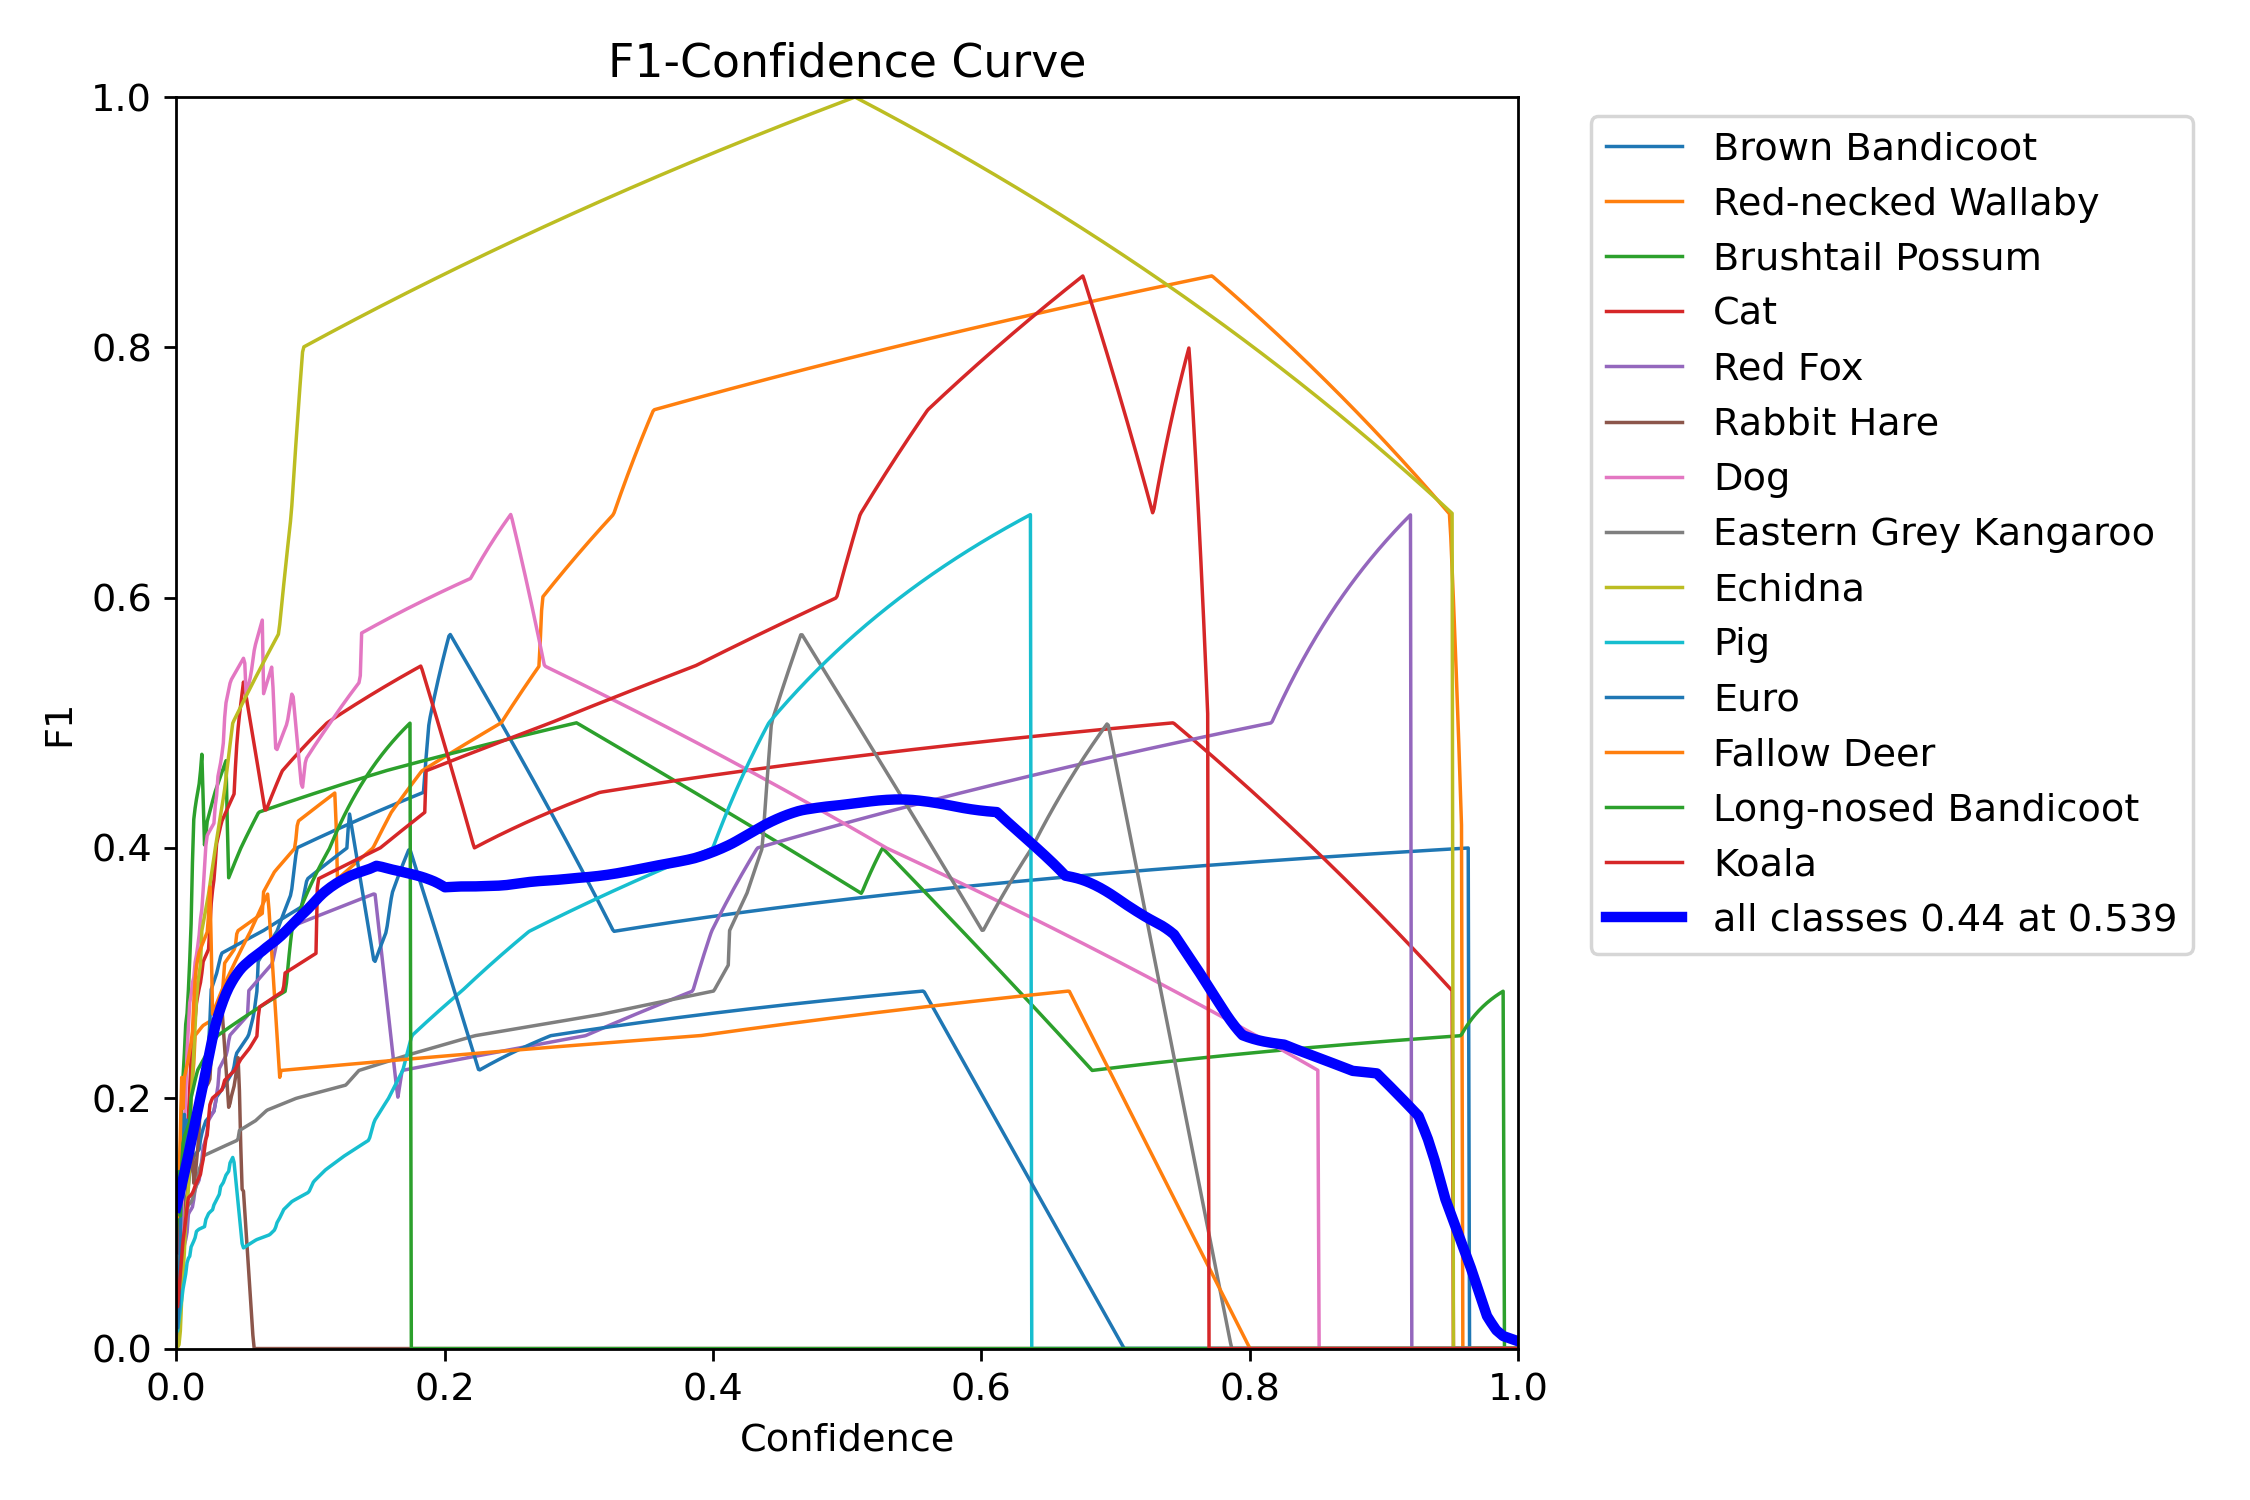 F1-Confidence Curve
1.0
0.8
0.6
0.4
0.2
0.0
F1
0.0 0.2 0.4 0.6 0.8 1.0
Confidence
Brown Bandicoot
Red-necked Wallaby
Brushtail Possum
Cat
Red Fox
Rabbit Hare
Dog
Eastern Grey Kangaroo
Echidna
Pig
Euro
Fallow Deer
Long-nosed Bandicoot
Koala
all classes 0.44 at 0.539